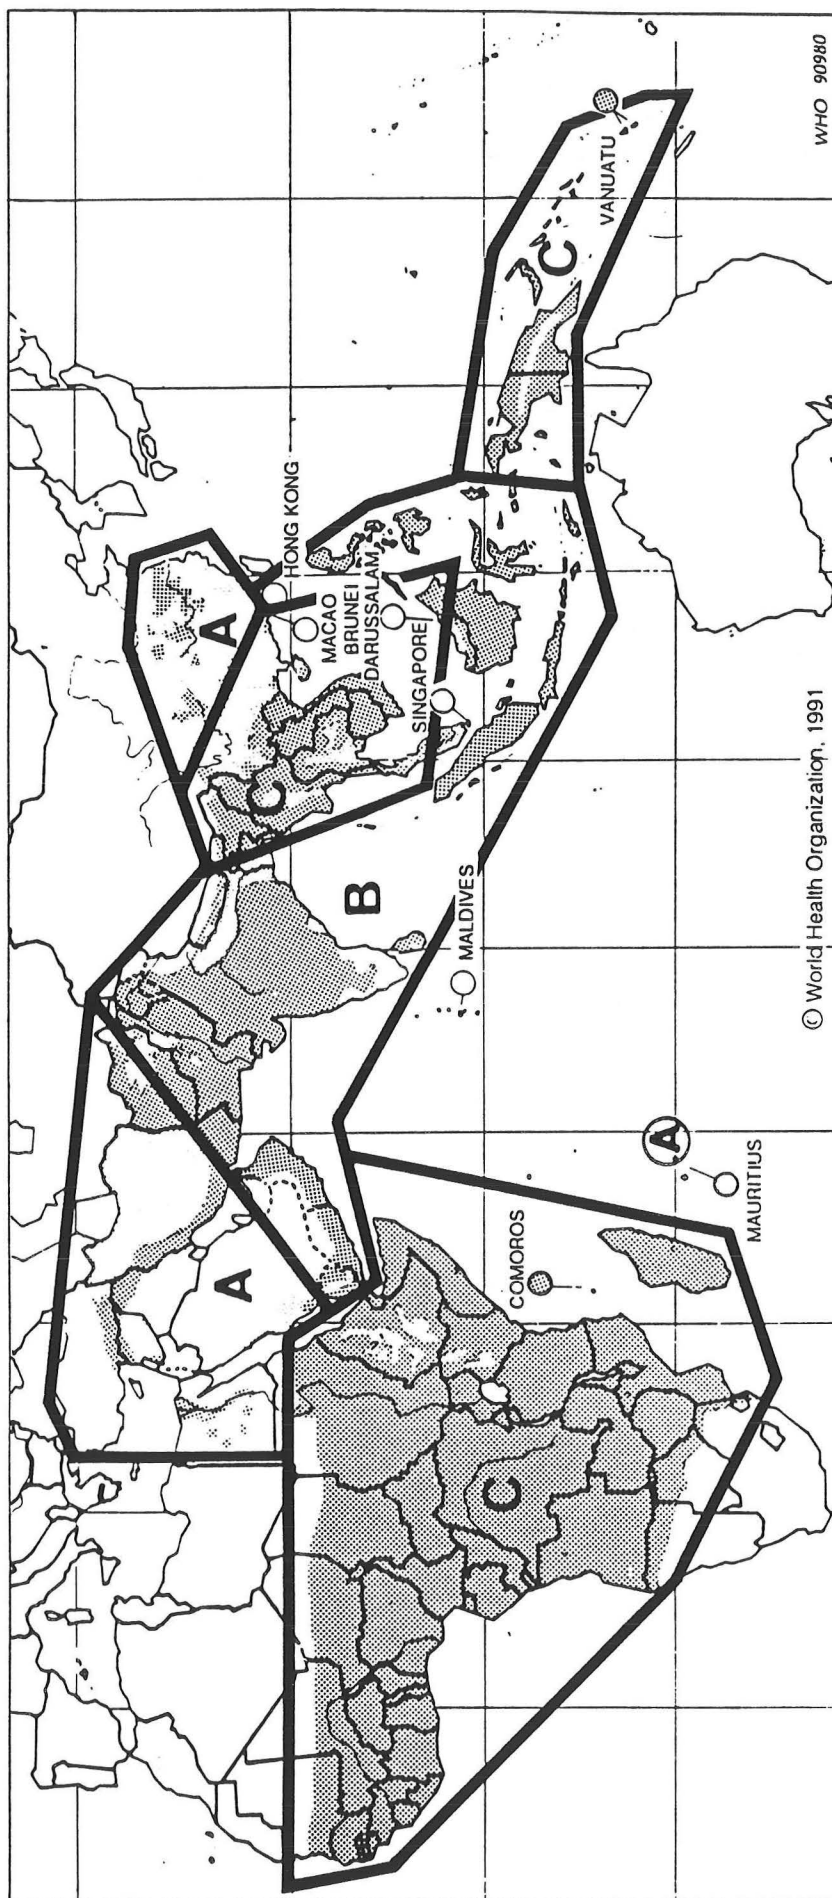 WHO 90980
VANUATU
C
HONG KONG
MACAO
BRUNEI
DARUSSALAM
SINGAPORE
A
C
B
MALDIVES
© World Health Organization, 1991
A
A
MAURITIUS
COMOROS
C